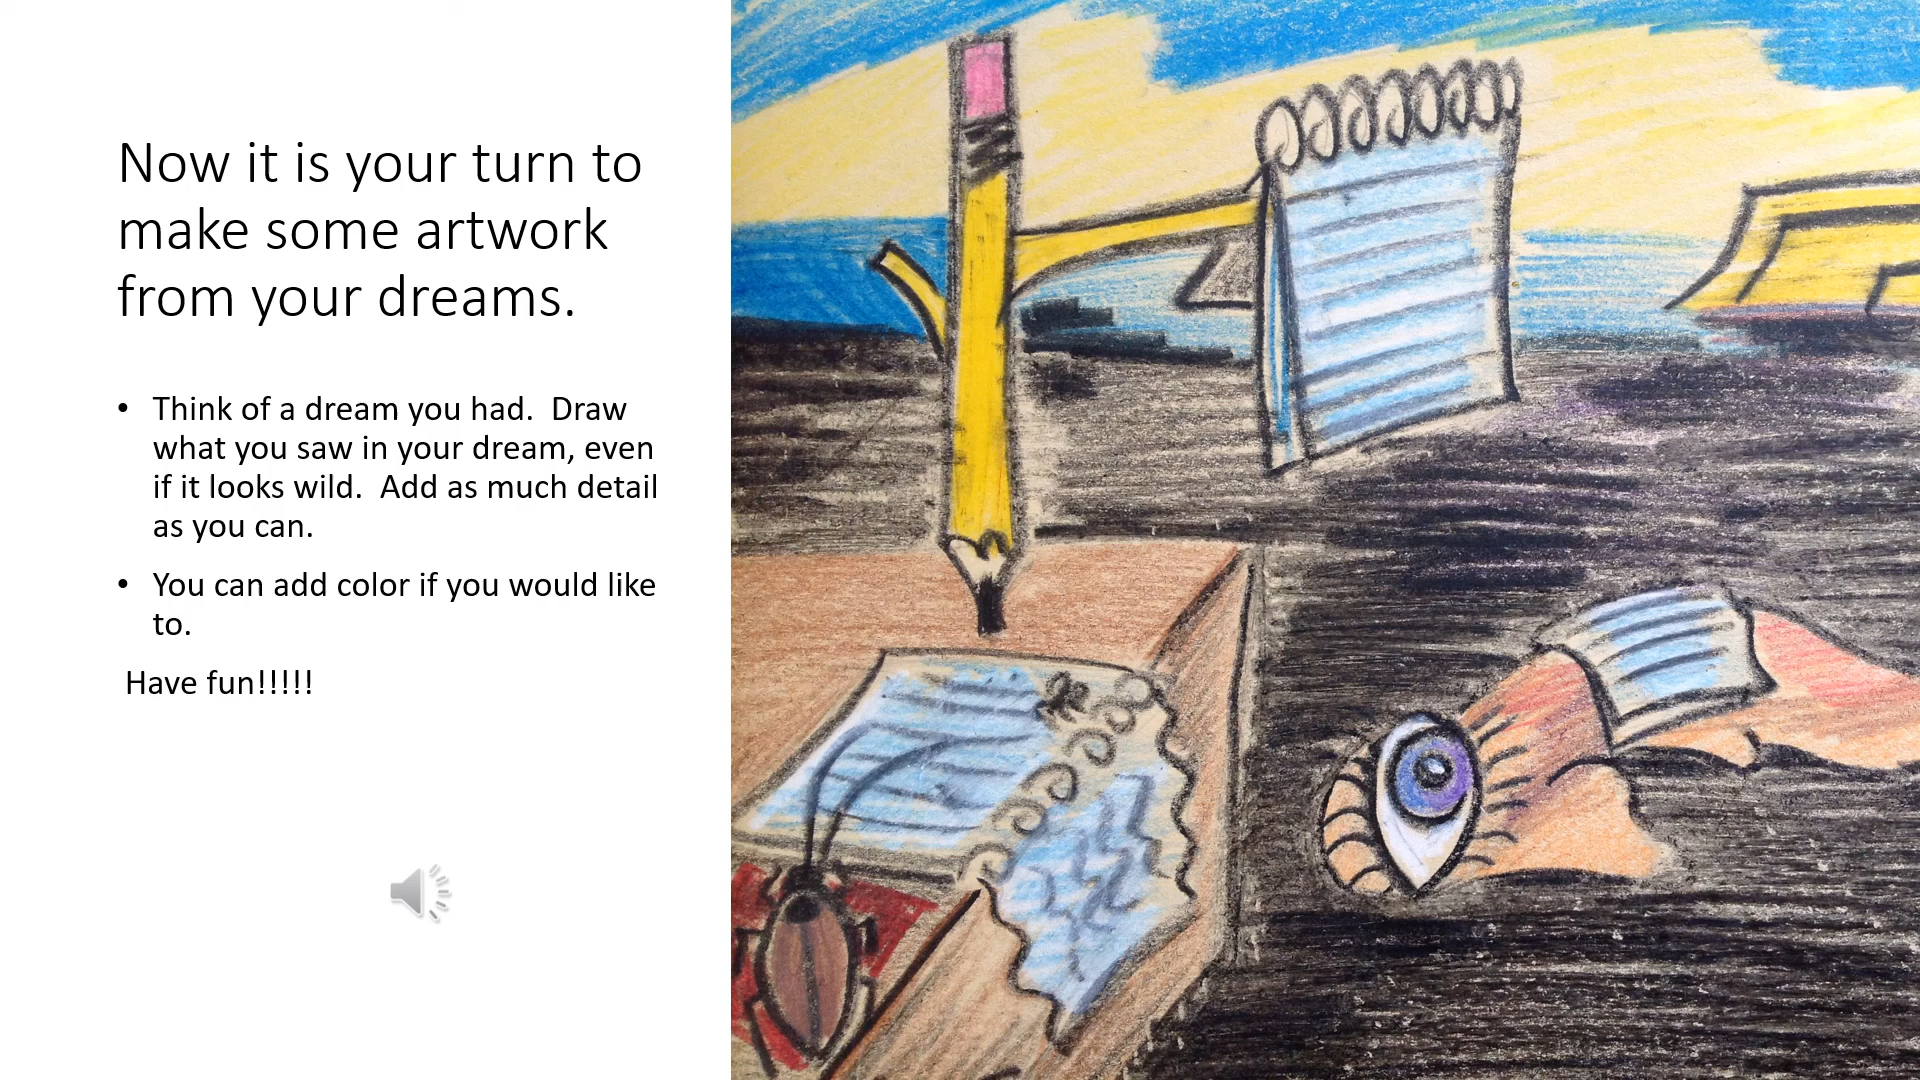 Now it is your turn to
make some artwork
from your dreams.
• Think of a dream you had.  Draw
what you saw in your dream, even
if it looks wild.  Add as much detail
as you can.
• You can add color if you would like
to.
Have fun!!!!!